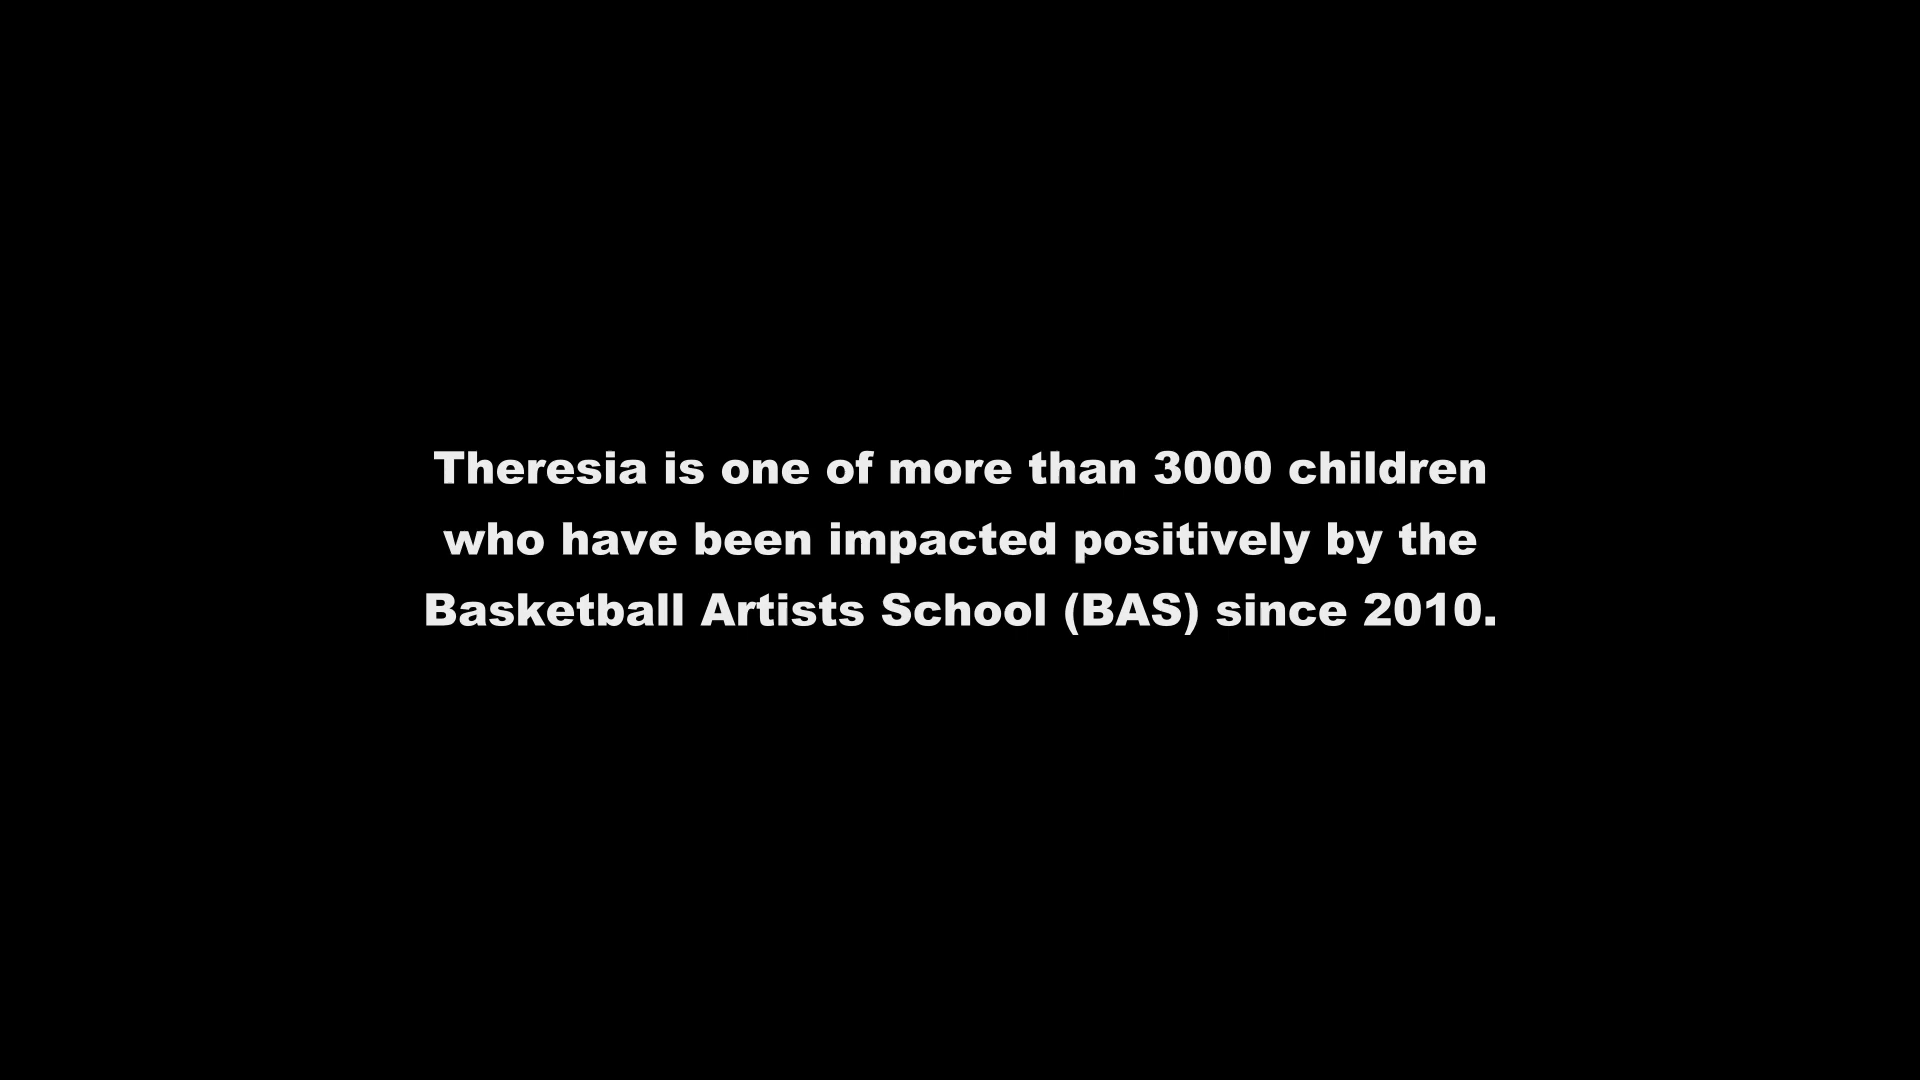 Theresia is one of more than 3000 children
who have been impacted positively by the
Basketball Artists School (BAS) since 2010.